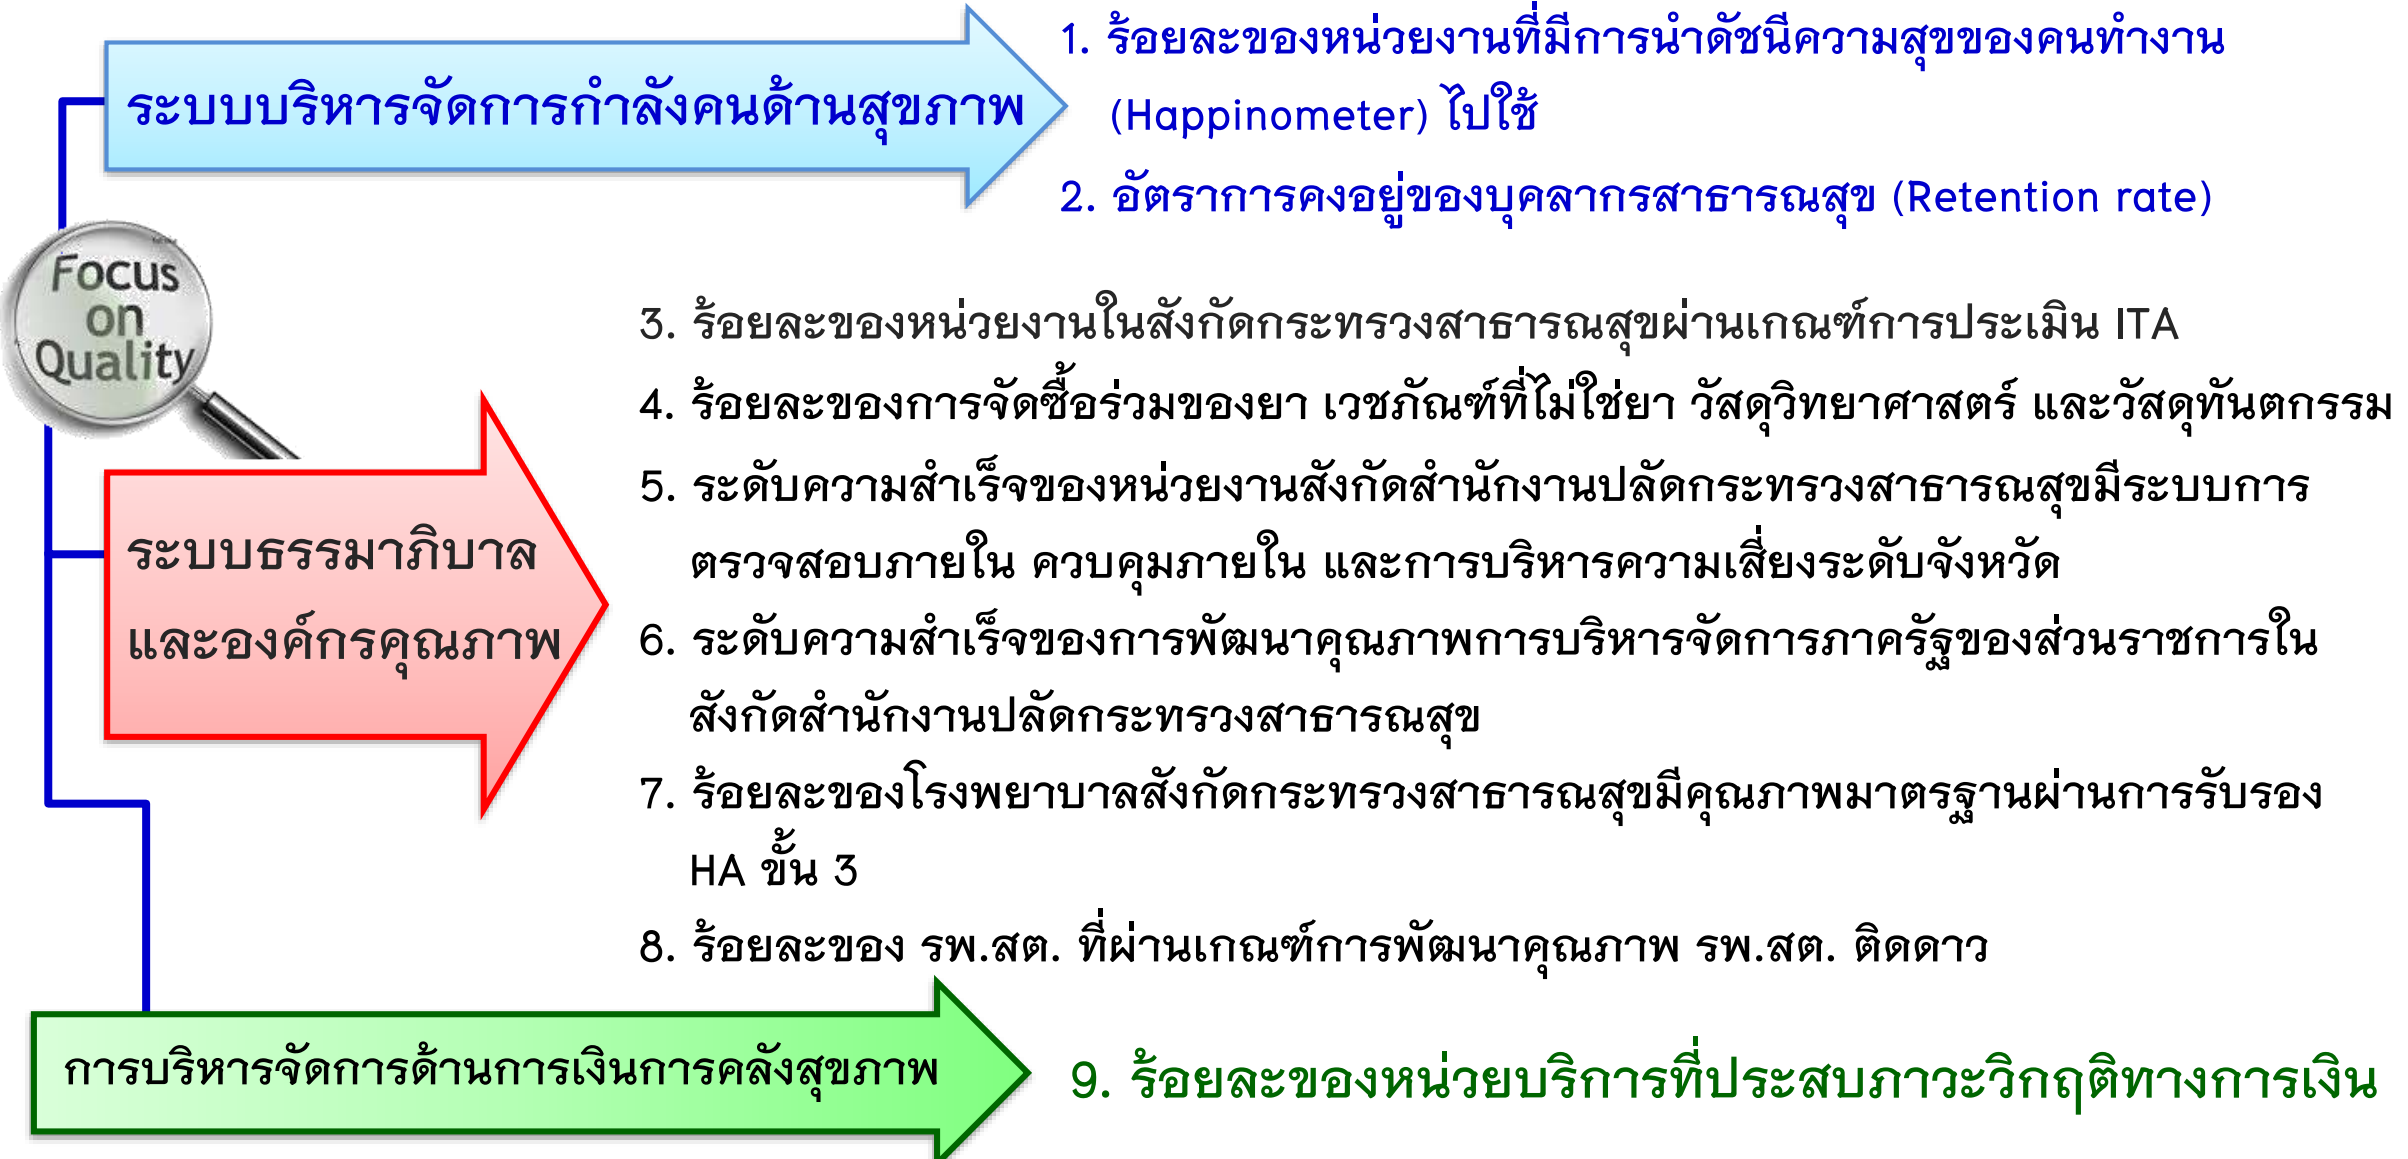 ระบบบริหารจัดการกำลังคนด้านสุขภาพ
1. ร้อยละของหน่วยงานที่มีการนำดัชนีความสุขของคนทำงาน
(Happinometer) ไปใช้
2. อัตราการคงอยู่ของบุคลากรสาธารณสุข (Retention rate)
Focus
on
Quality
ระบบธรรมาภิบาล
และองค์กรคุณภาพ
3. ร้อยละของหน่วยงานในสังกัดกระทรวงสาธารณสุขผ่านเกณฑ์การประเมิน ITA
4. ร้อยละของการจัดซื้อร่วมของยา เวชภัณฑ์ที่ไม่ใช่ยา วัสดุวิทยาศาสตร์ และวัสดุทันตกรรม
5. ระดับความสำเร็จของหน่วยงานสังกัดสำนักงานปลัดกระทรวงสาธารณสุขมีระบบการ
ตรวจสอบภายใน ควบคุมภายใน และการบริหารความเสี่ยงระดับจังหวัด
6. ระดับความสำเร็จของการพัฒนาคุณภาพการบริหารจัดการภาครัฐของส่วนราชการใน
สังกัดสำนักงานปลัดกระทรวงสาธารณสุข
7. ร้อยละของโรงพยาบาลสังกัดกระทรวงสาธารณสุขมีคุณภาพมาตรฐานผ่านการรับรอง
HA ขั้น 3
8. ร้อยละของ รพ.สต. ที่ผ่านเกณฑ์การพัฒนาคุณภาพ รพ.สต. ติดดาว
การบริหารจัดการด้านการเงินการคลังสุขภาพ
9. ร้อยละของหน่วยบริการที่ประสบภาวะวิกฤติทางการเงิน